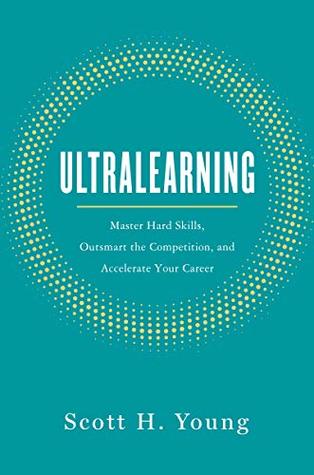 ULTRALEARNING
Master Hard Skills,
Outsmart the Competition, and
Accelerate Your Career
Scott H. Young